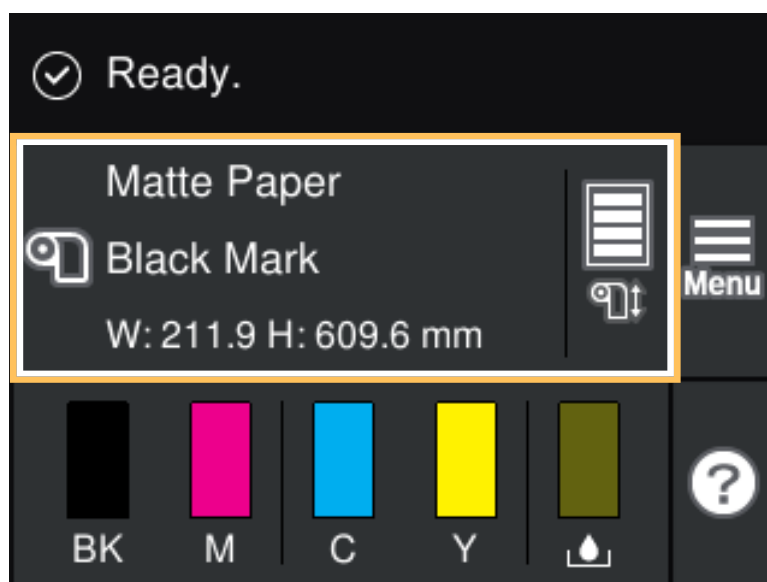 Ready.
Matte Paper
Black Mark
W: 211.9 H: 609.6 mm
Menu
?
BK M C Y